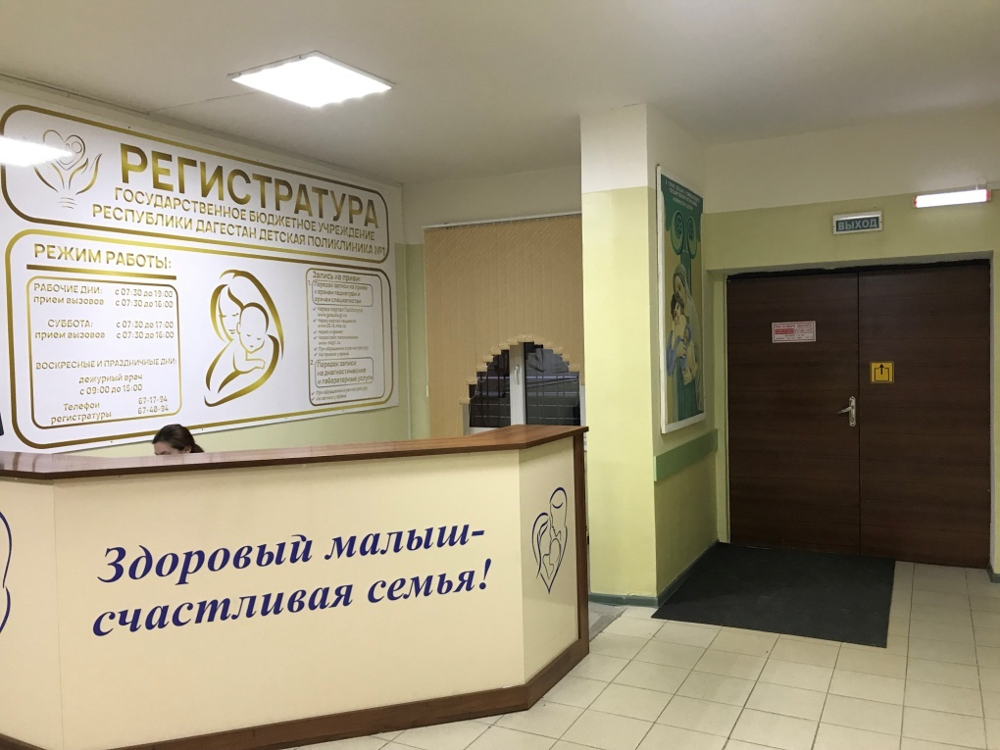 РЕГИСТРАТУРА
ГОСУДАРСТВЕННОЕ БЮДЖЕТНОЕ УЧРЕЖДЕНИЕ
РЕСПУБЛИКИ ДАГЕСТАН ДЕТСКАЯ ПОЛИКЛИНИКА №1
РЕЖИМ РАБОТЫ:
РАБОЧИЕ ДНИ: с 07:30 до 19:00
прием вызовов с 07:30 до 16:00
СУББОТА: с 07:30 до 17:00
прием вызовов с 07:30 до 16:00
ВОСКРЕСНЫЕ И ПРАЗДНИЧНЫЕ ДНИ:
дежурный врач
с 09:00 до 15:00
Телефон 67-17-94
регистратуры 67-40-94
Запись на прием
1 Порядок записи на прием
к врачам педиатрам и
врачам специалистам
2 Порядок записи
на диагностические
и лабораторные услуги
ВЫХОД
Здоровый малыш-
счастливая семья!